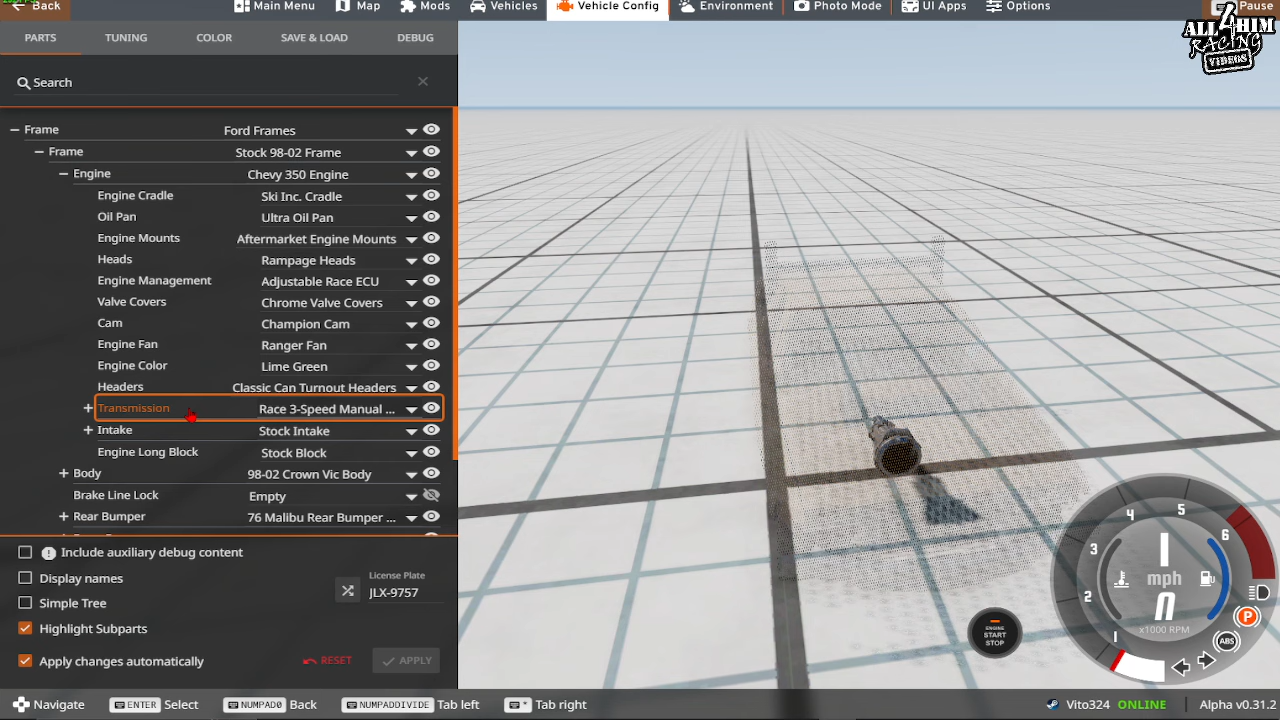 Back
Main Menu
Map
Mods
Vehicles
Vehicle Config
Environment
Photo Mode
UI Apps
Options
Pause
ALL 4 HIM
RACING
VIDEOS
PARTS
TUNING
COLOR
SAVE & LOAD
DEBUG
Search
Frame Ford Frames
Frame Stock 98-02 Frame
Engine Chevy 350 Engine
Engine Cradle Ski Inc. Cradle
Oil Pan Ultra Oil Pan
Engine Mounts Aftermarket Engine Mounts
Heads Rampage Heads
Engine Management Adjustable Race ECU
Valve Covers Chrome Valve Covers
Cam Champion Cam
Engine Fan Ranger Fan
Engine Color Lime Green
Headers Classic Can Turnout Headers
Transmission Race 3-Speed Manual ...
Intake Stock Intake
Engine Long Block Stock Block
Body 98-02 Crown Vic Body
Brake Line Lock Empty
Rear Bumper 76 Malibu Rear Bumper ...
Include auxiliary debug content
Display names
Simple Tree
Highlight Subparts
Apply changes automatically
License Plate
JLX-9757
RESET
APPLY
ENGINE
START
STOP
1
2
3
4
5
6
mph
0
x1000 RPM
P
ABS
Navigate
ENTER Select
NUMPAD0 Back
NUMPADDIVIDE Tab left
* Tab right
Vito324 ONLINE
Alpha v0.31.2